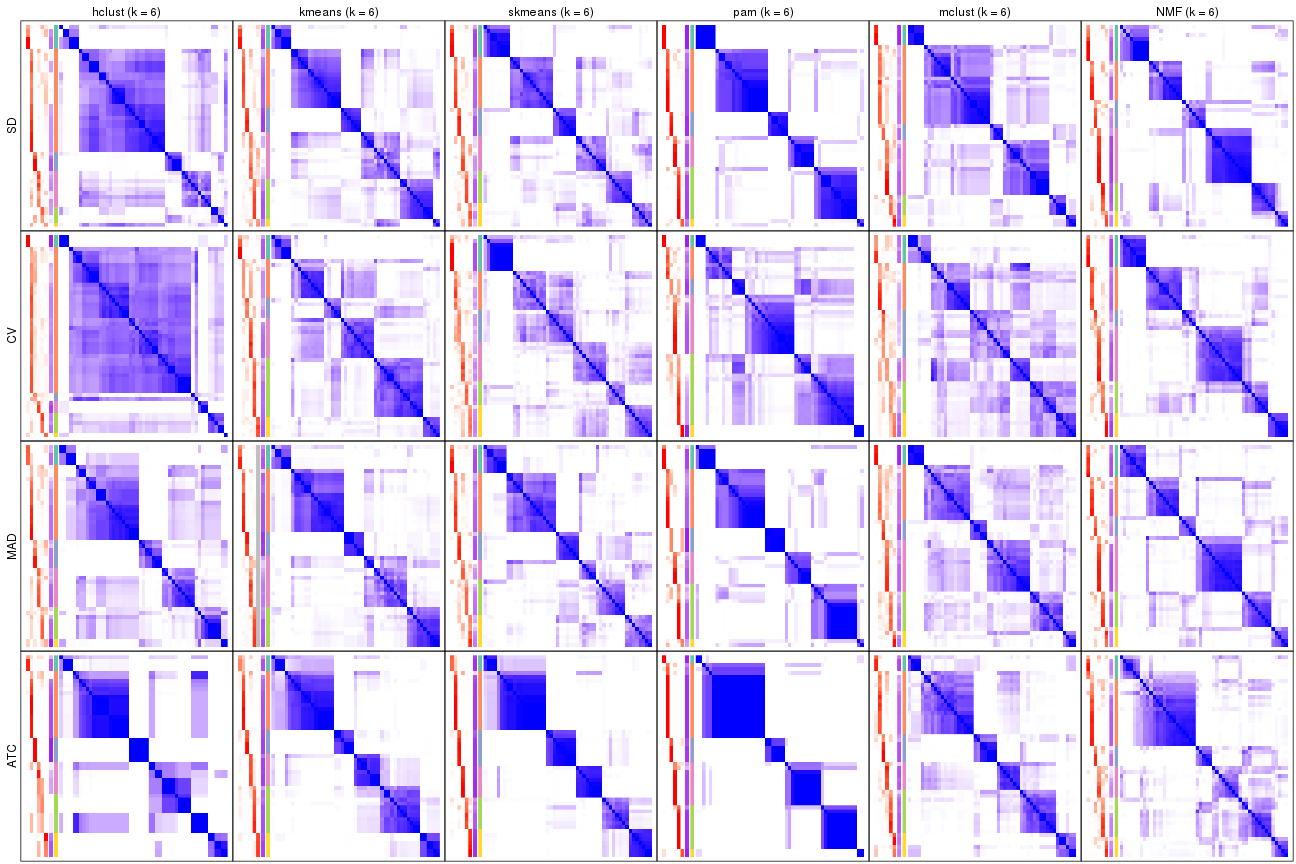 hclust (k = 6)
kmeans (k = 6)
skmeans (k = 6)
pam (k = 6)
mclust (k = 6)
NMF (k = 6)
SD
CV
MAD
ATC